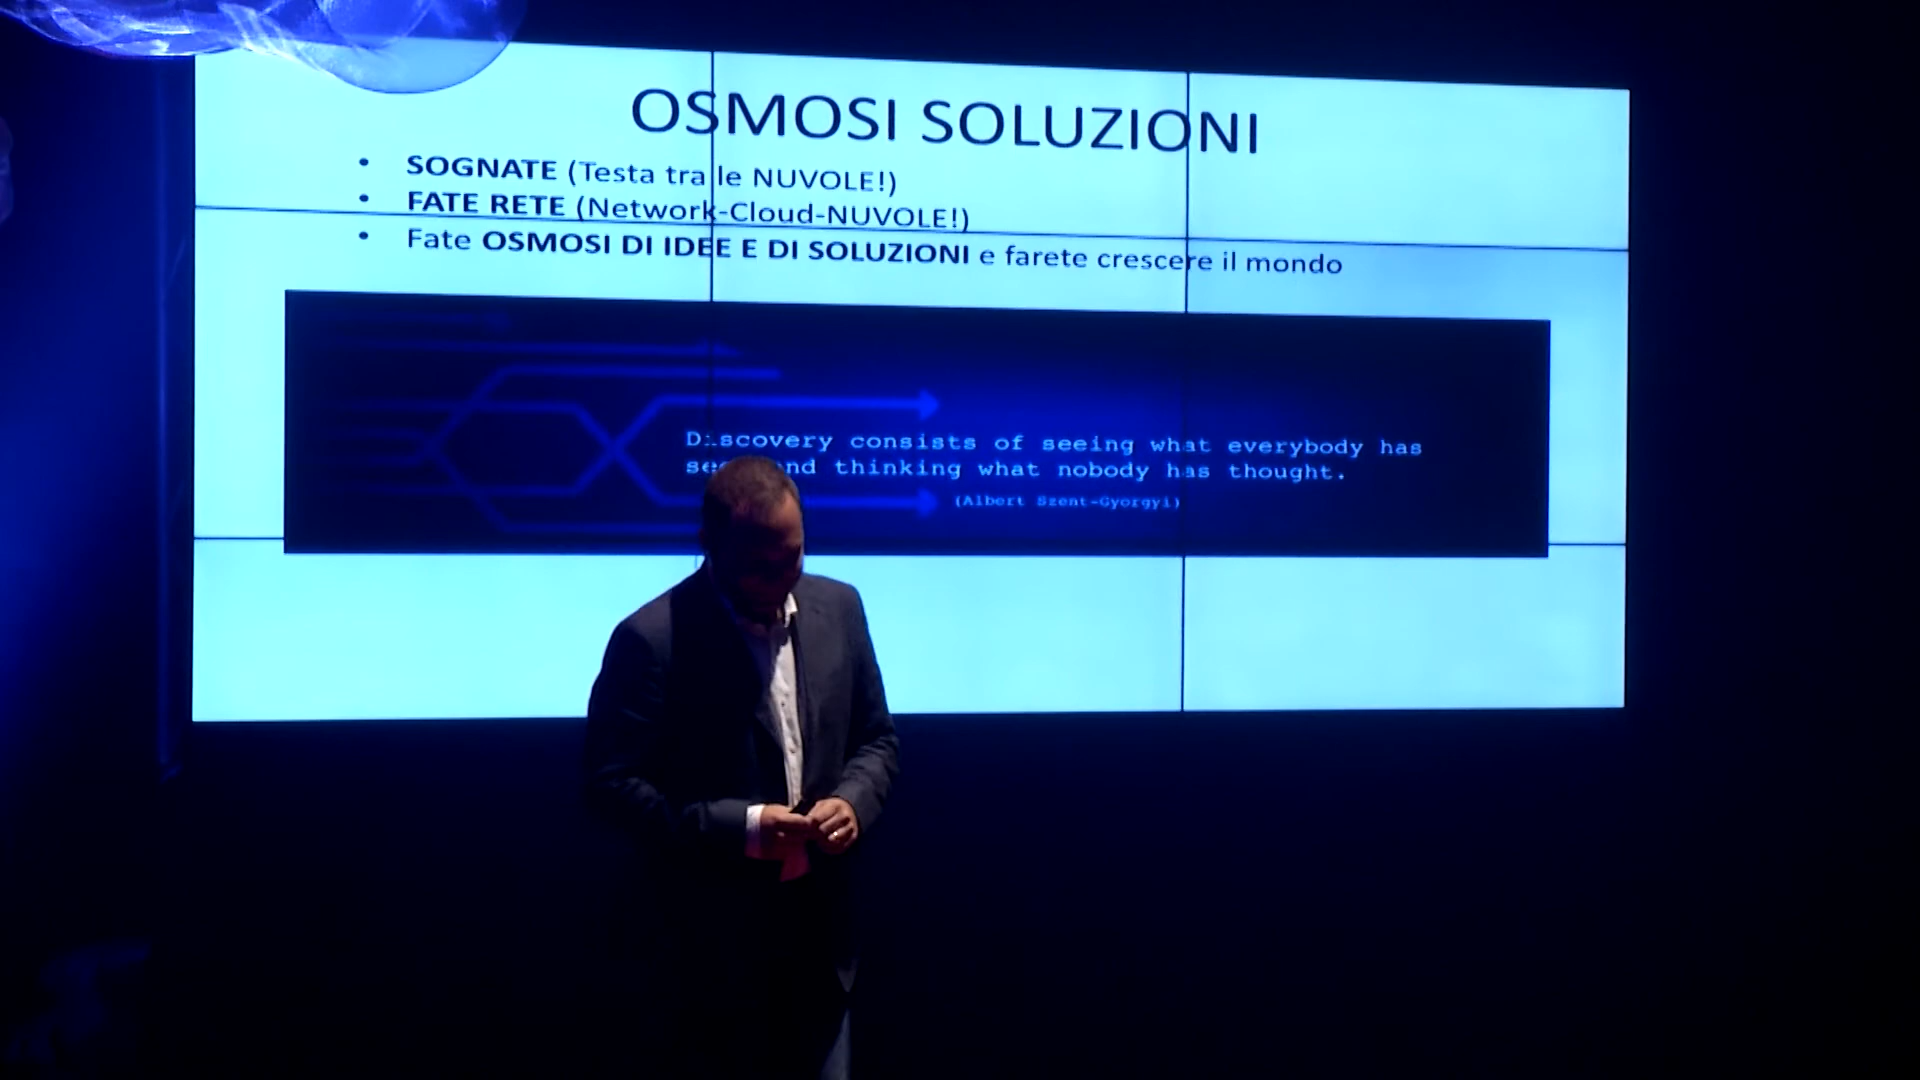 OSMOSI SOLUZIONI
• SOGNATE (Testa tra le NUVOLE!)
• FATE RETE (Network-Cloud-NUVOLE!)
• Fate OSMOSI DI IDEE E DI SOLUZIONI e farete crescere il mondo
Discovery consists of seeing what everybody has
thinking what nobody has thought.
(Albert Szent-Gyorgyi)